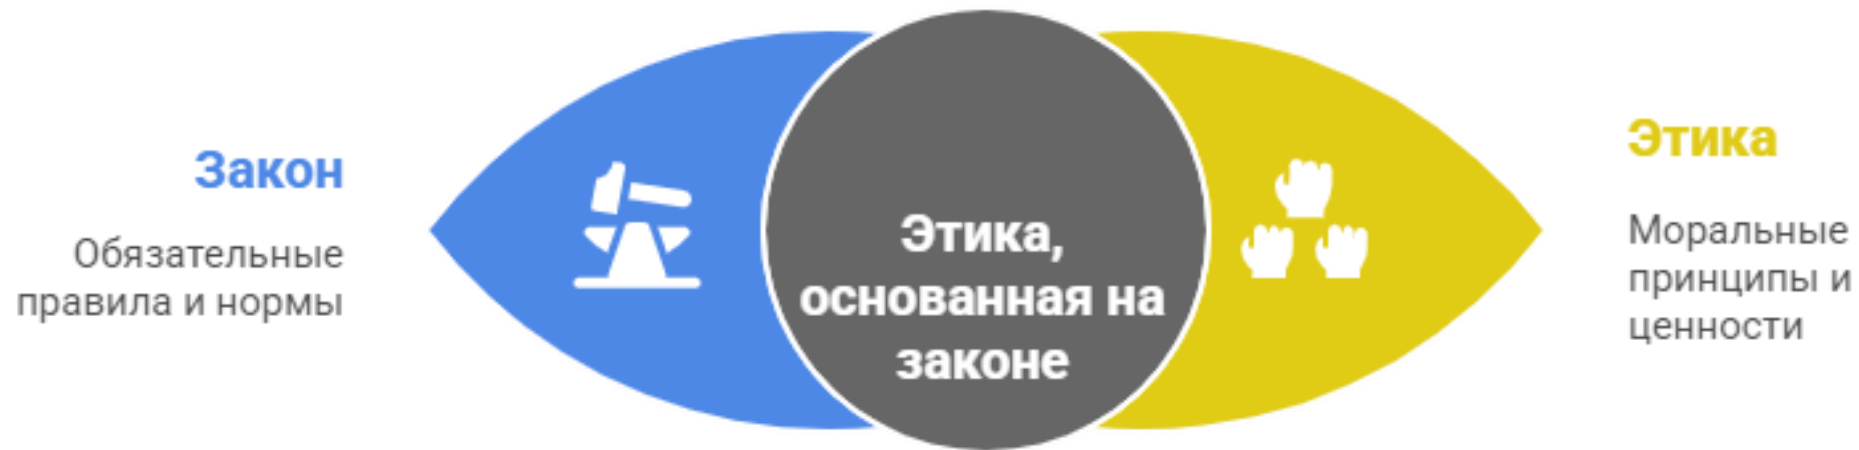 Закон
Обязательные
правила и нормы
Этика,
основанная на
законе
Этика
Моральные
принципы и
ценности